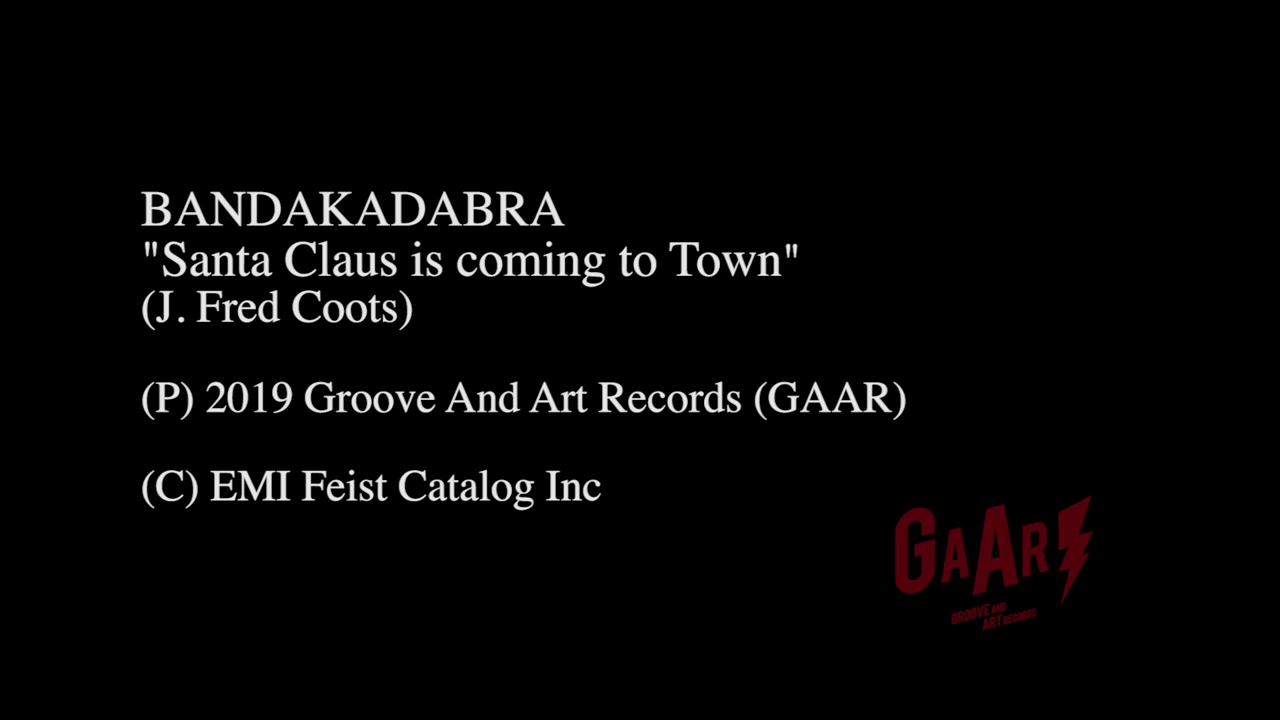 BANDAKADABRA
"Santa Claus is coming to Town"
(J. Fred Coots)
(P) 2019 Groove And Art Records (GAAR)
(C) EMI Feist Catalog Inc
GAAR
GROOVE AND
ART RECORDS